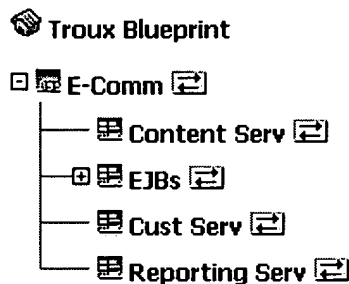 Troux Blueprint
E-Comm
Content Serv
EJBs
Cust Serv
Reporting Serv